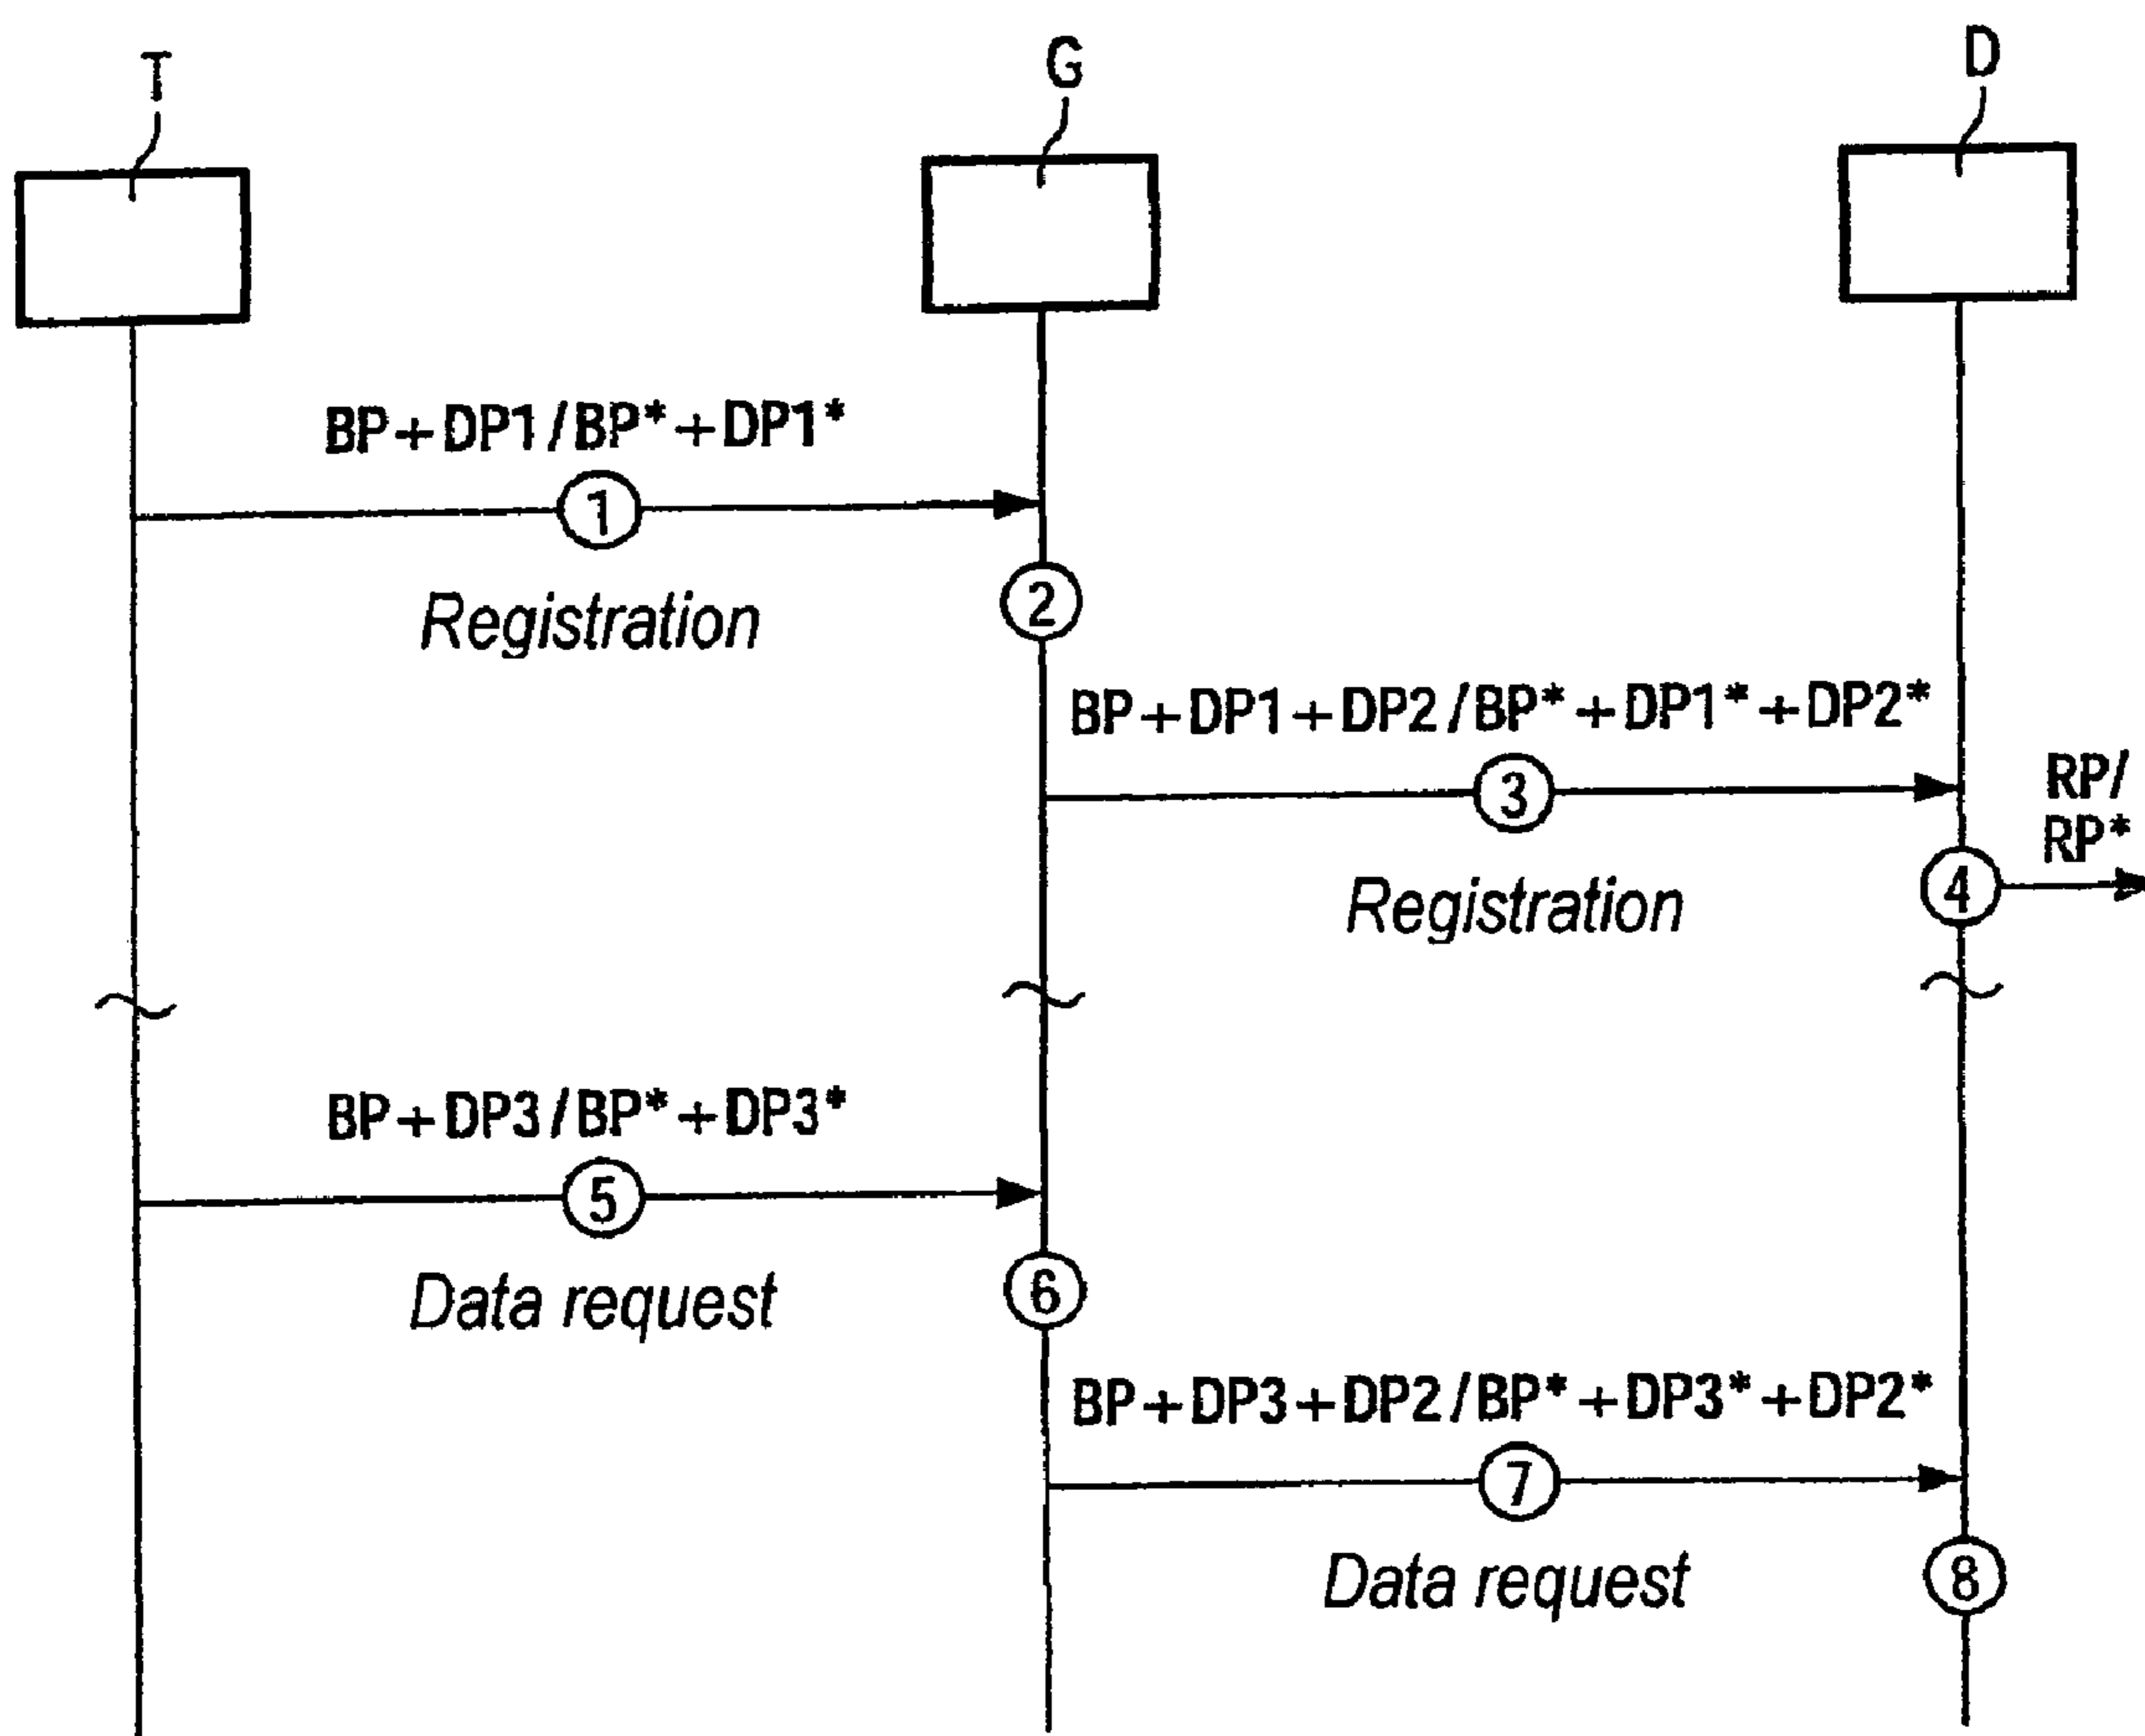 T
G
D
BP+DP1/BP*+DP1*
1
Registration
2
BP+DP1+DP2/BP*+DP1*+DP2*
3
Registration
RP/
RP*
4
BP+DP3/BP*+DP3*
5
Data request
6
BP+DP3+DP2/BP*+DP3*+DP2*
7
Data request
8